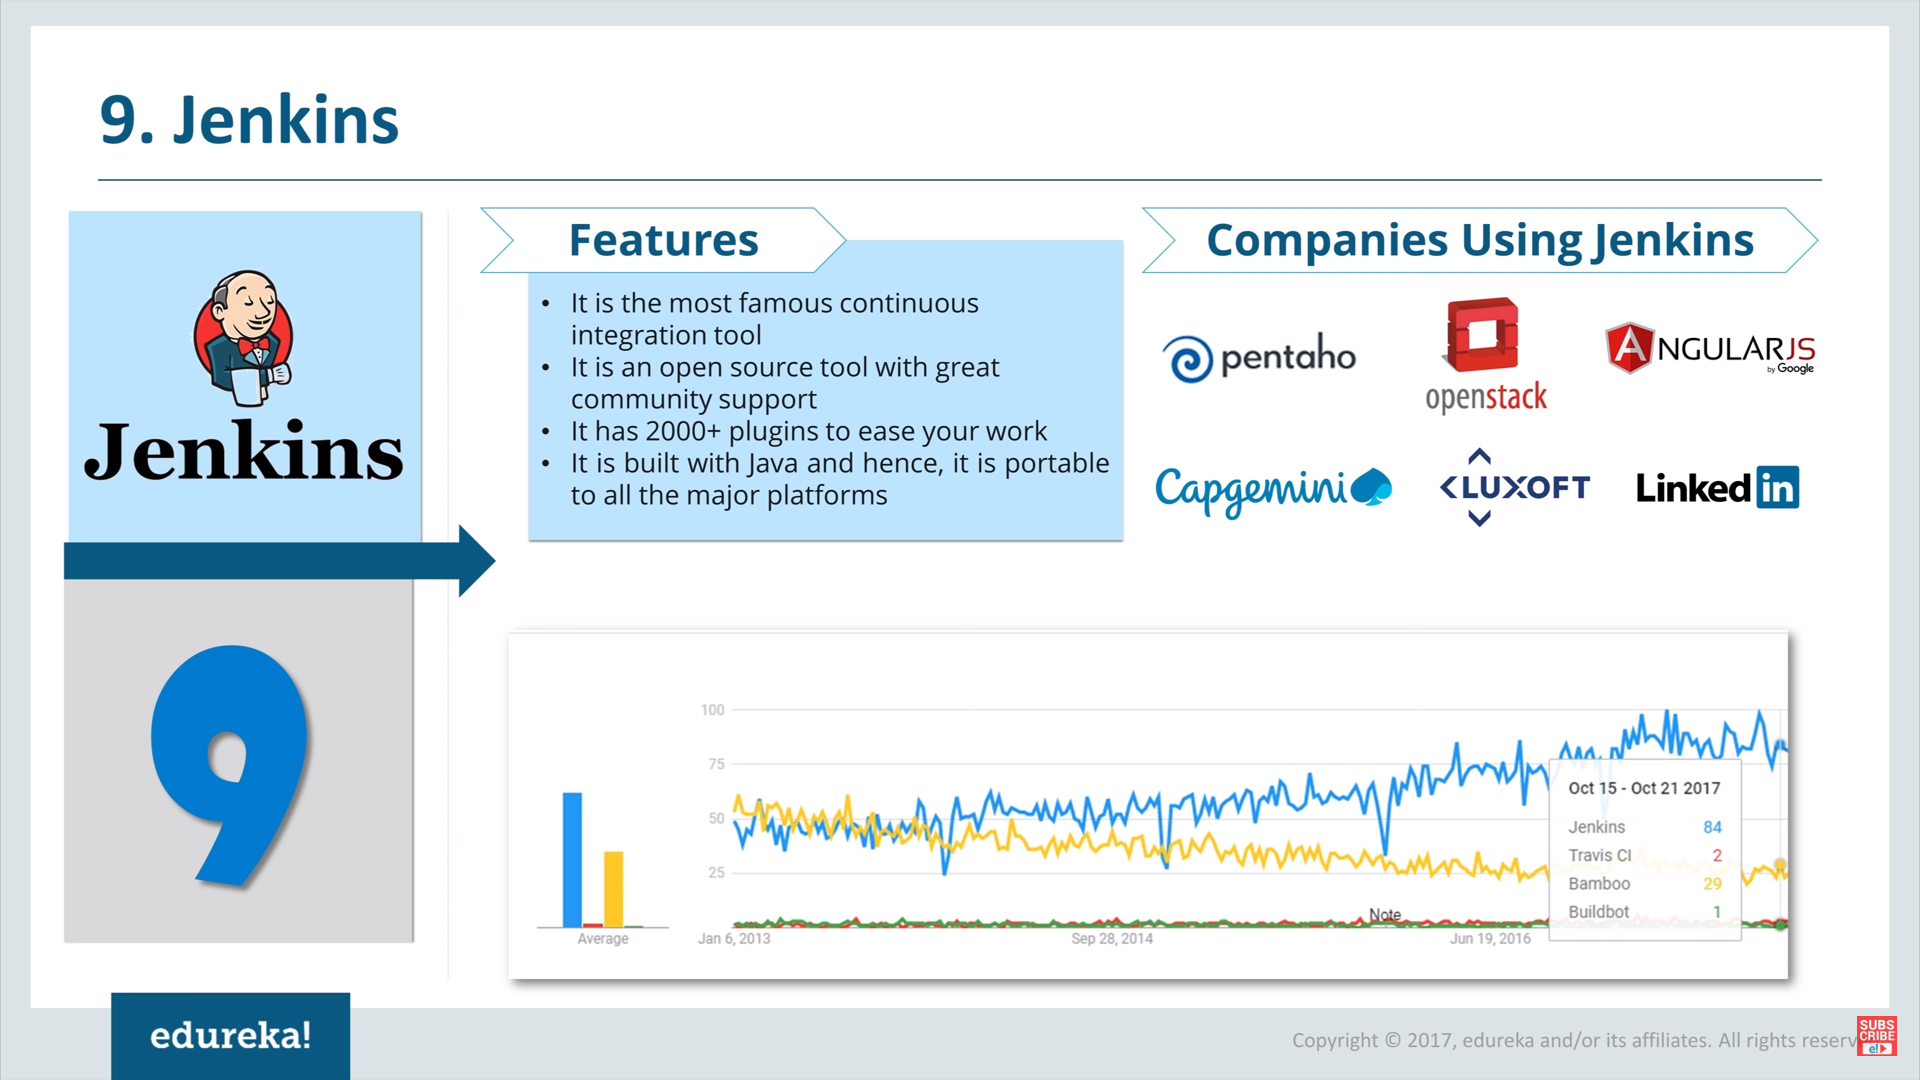 9. Jenkins
Jenkins
9
Features
• It is the most famous continuous
integration tool
• It is an open source tool with great
community support
• It has 2000+ plugins to ease your work
• It is built with Java and hence, it is portable
to all the major platforms
Companies Using Jenkins
pentaho
openstack
ANGULARJS
by Google
Capgemini
LUXOFT
Linked in
100
75
50
25
Average
Jan 6, 2013
Sep 28, 2014
Jun 19, 2016
Note
Oct 15 - Oct 21 2017
Jenkins 84
Travis CI 2
Bamboo 29
Buildbot 1
edureka!
Copyright © 2017, edureka and/or its affiliates. All rights reserv
SUBS
CRIBE
e!